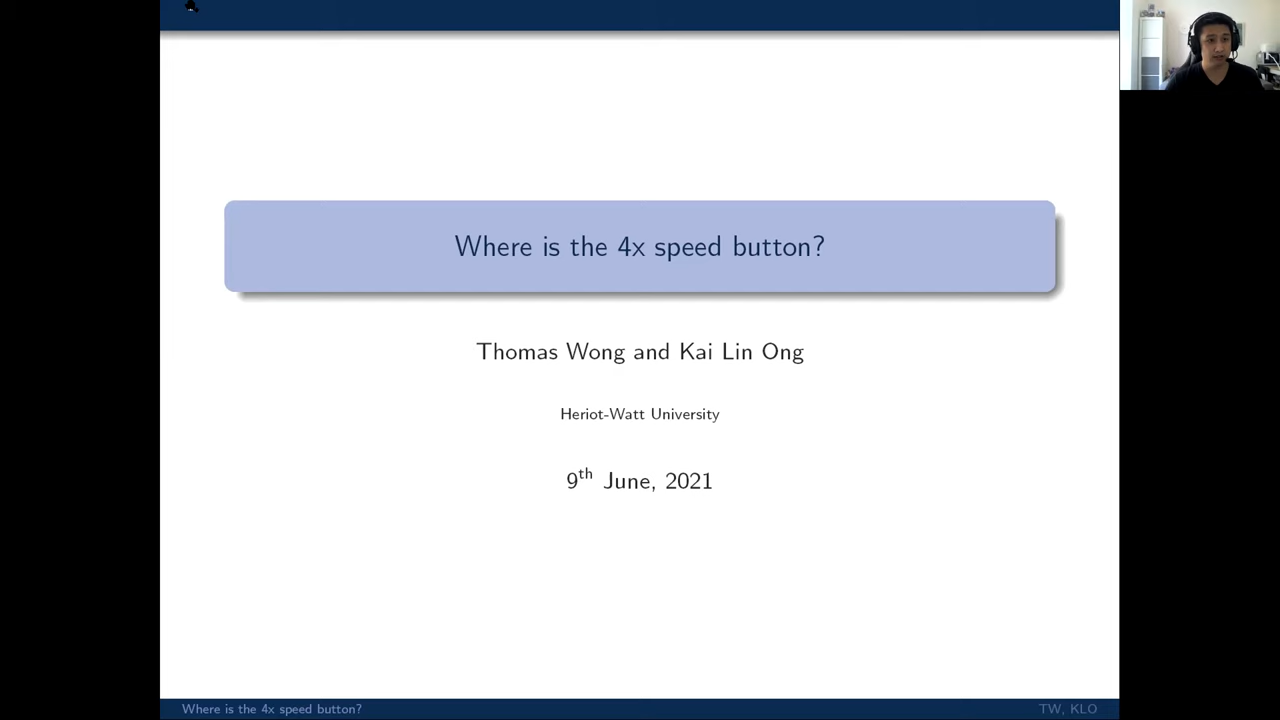 Where is the 4x speed button?
Thomas Wong and Kai Lin Ong
Heriot-Watt University
9th June, 2021
Where is the 4x speed button?
TW, KLO